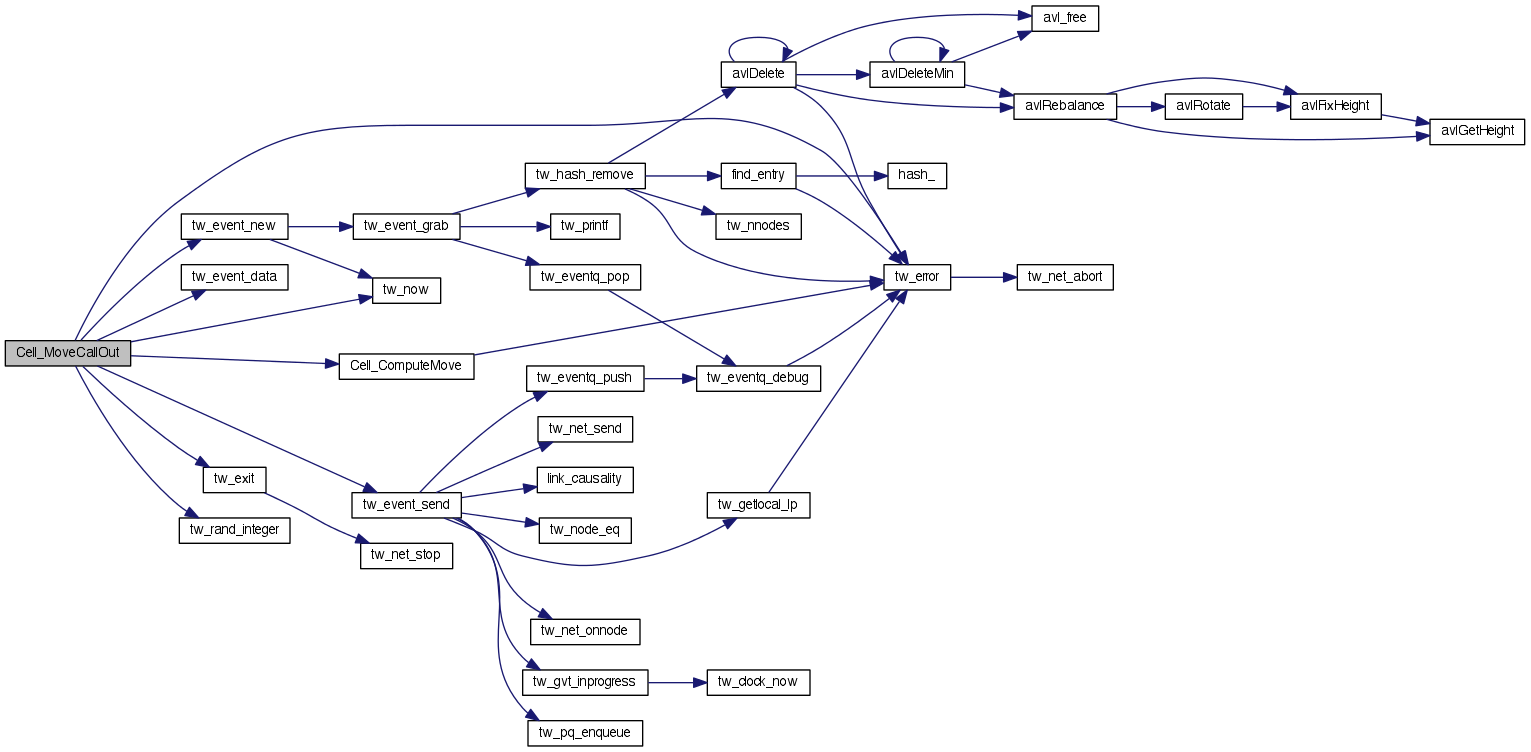 avl_free
avlDelete
avlDeleteMin
avlRebalance
avlRotate
avlFixHeight
avlGetHeight
tw_hash_remove
find_entry
hash_
tw_event_new
tw_event_grab
tw_printf
tw_nnodes
tw_event_data
tw_now
tw_eventq_pop
tw_error
tw_net_abort
Cell_MoveCallOut
Cell_ComputeMove
tw_eventq_push
tw_eventq_debug
tw_net_send
tw_exit
link_causality
tw_event_send
tw_getlocal_lp
tw_rand_integer
tw_node_eq
tw_net_stop
tw_net_onnode
tw_gvt_inprogress
tw_clock_now
tw_pq_enqueue